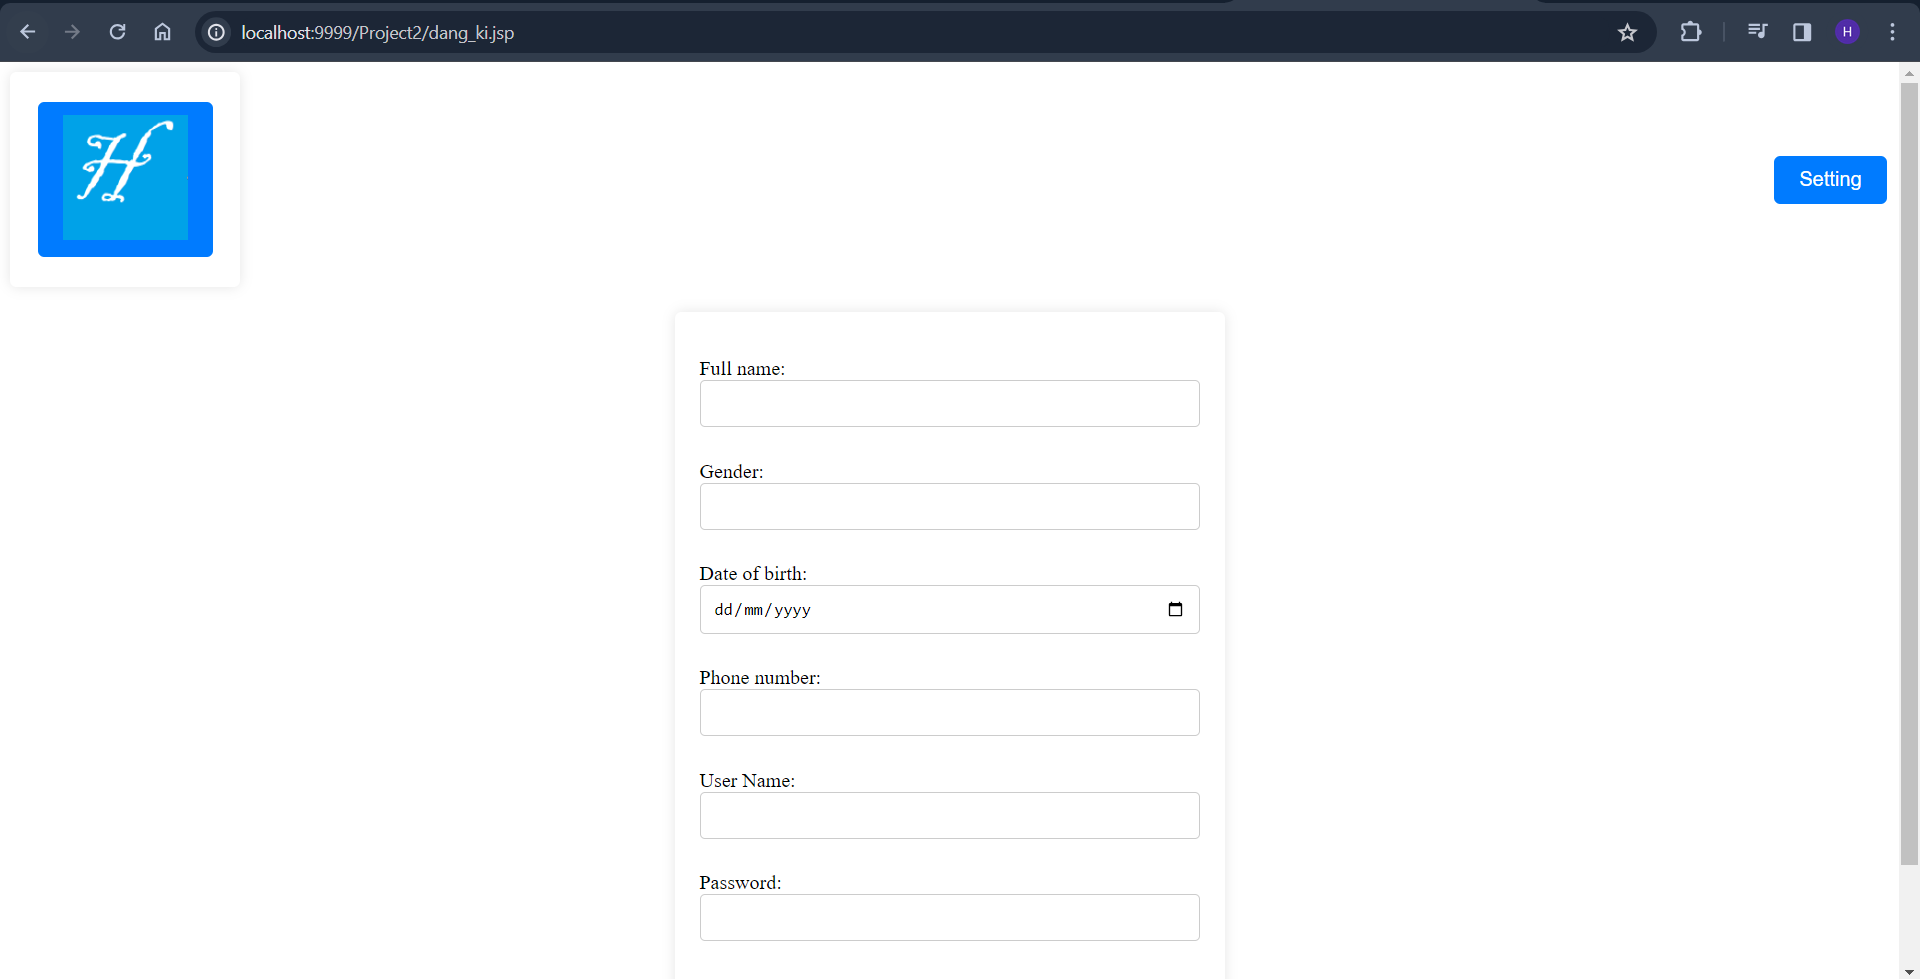 localhost:9999/Project2/dang_ki.jsp
H
H
Setting
Full name:
Gender:
Date of birth:
dd/mm/yyyy
Phone number:
User Name:
Password: